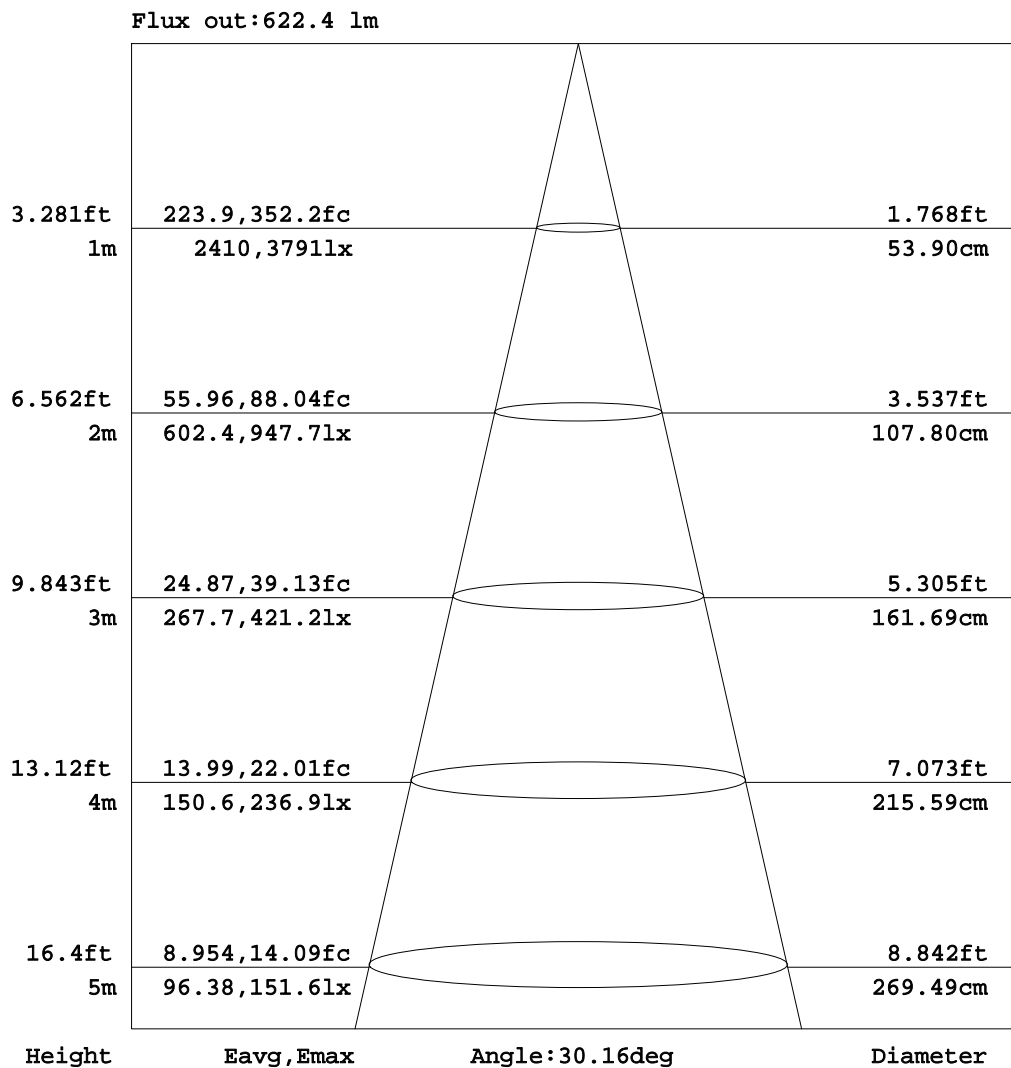 Flux out:622.4 lm
3.281ft 223.9,352.2fc 1.768ft
1m 2410,3791lx 53.90cm
6.562ft 55.96,88.04fc 3.537ft
2m 602.4,947.7lx 107.80cm
9.843ft 24.87,39.13fc 5.305ft
3m 267.7,421.2lx 161.69cm
13.12ft 13.99,22.01fc 7.073ft
4m 150.6,236.9lx 215.59cm
16.4ft 8.954,14.09fc 8.842ft
5m 96.38,151.6lx 269.49cm
Height Eavg,Emax Angle:30.16deg Diameter